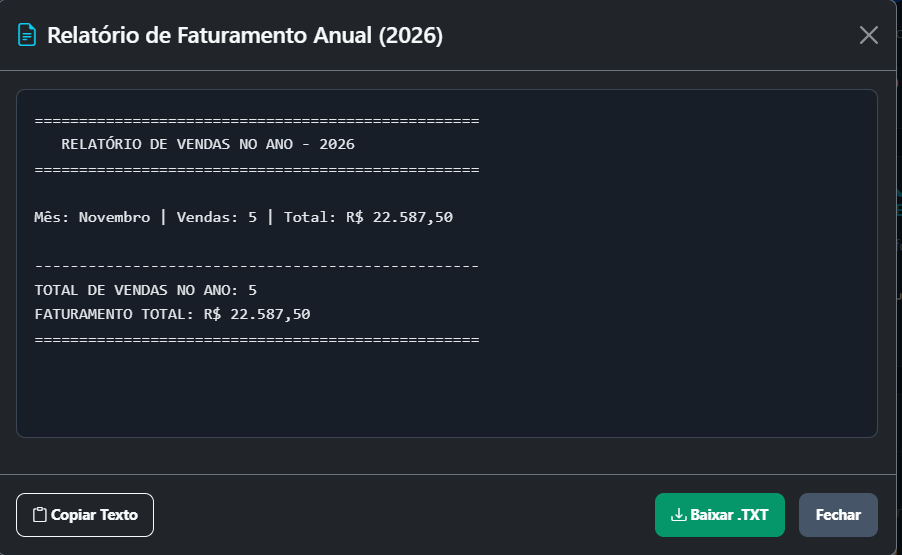 Relatório de Faturamento Anual (2026)
==================================================
RELATÓRIO DE VENDAS NO ANO - 2026
==================================================
Mês: Novembro | Vendas: 5 | Total: R$ 22.587,50
--------------------------------------------------
TOTAL DE VENDAS NO ANO: 5
FATURAMENTO TOTAL: R$ 22.587,50
==================================================
Copiar Texto
Baixar .TXT
Fechar